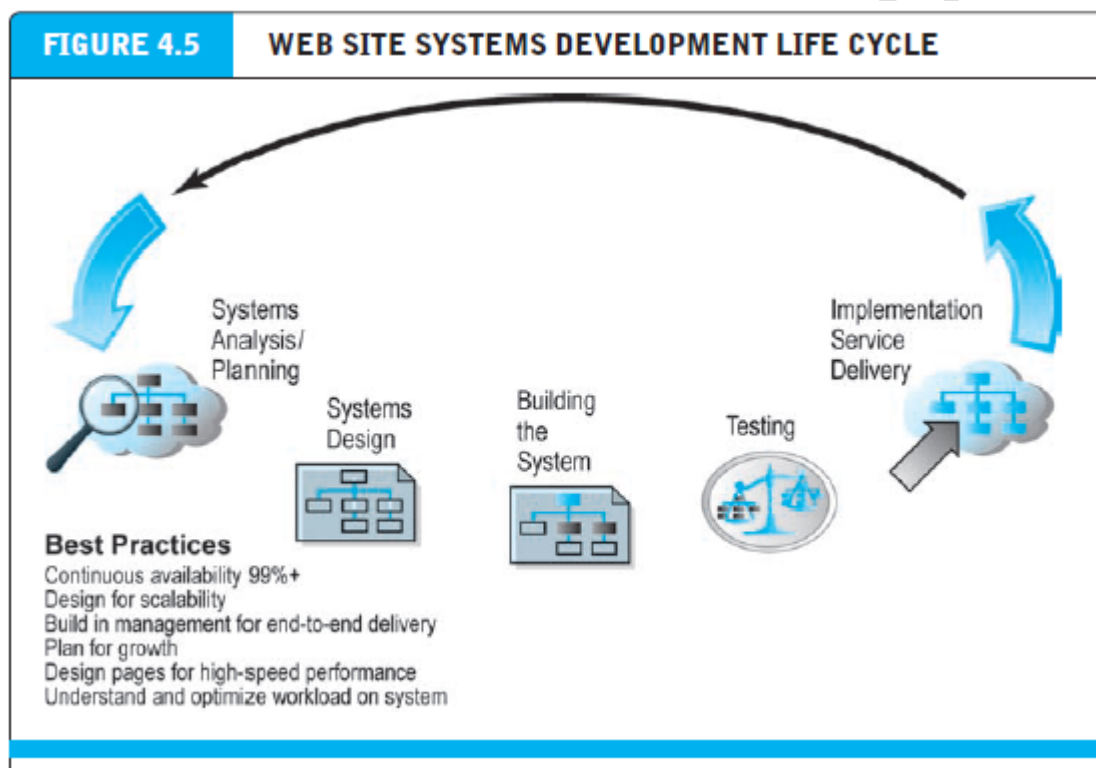 FIGURE 4.5
WEB SITE SYSTEMS DEVELOPMENT LIFE CYCLE
Systems
Analysis/
Planning
Systems
Design
Building
the
System
Testing
Implementation
Service
Delivery
Best Practices
Continuous availability 99%+
Design for scalability
Build in management for end-to-end delivery
Plan for growth
Design pages for high-speed performance
Understand and optimize workload on system